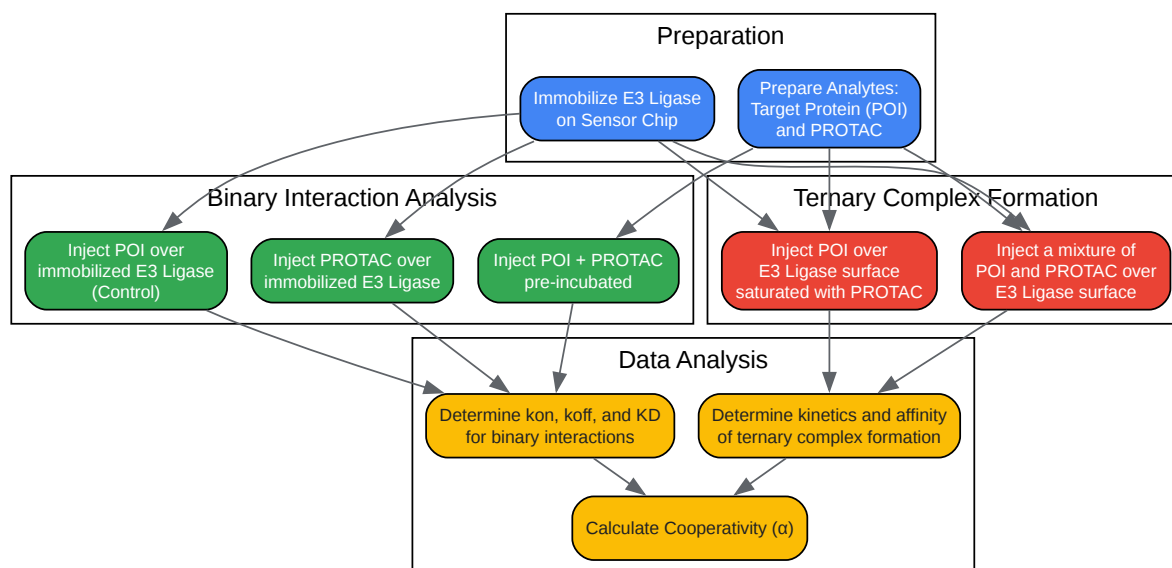 Preparation
Immobilize E3 Ligase
on Sensor Chip
Prepare Analytes:
Target Protein (POI)
and PROTAC
Binary Interaction Analysis
Inject POI over
immobilized E3 Ligase
(Control)
Inject PROTAC over
immobilized E3 Ligase
Inject POI + PROTAC
pre-incubated
Ternary Complex Formation
Inject POI over
E3 Ligase surface
saturated with PROTAC
Inject a mixture of
POI and PROTAC over
E3 Ligase surface
Data Analysis
Determine kon, koff, and KD
for binary interactions
Determine kinetics and affinity
of ternary complex formation
Calculate Cooperativity (α)